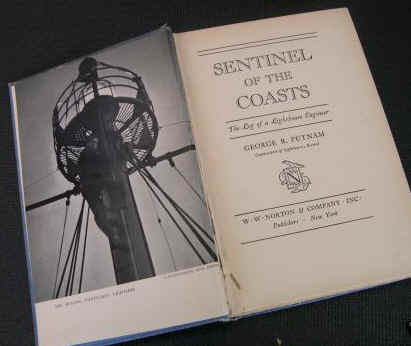 SENTINEL
OF THE
COASTS
The Log of a Lighthouse Engineer
GEORGE R. PUTNAM
Commissioner of Lighthouses, Retired
N
W·W·NORTON & COMPANY·INC·
Publishers · New York